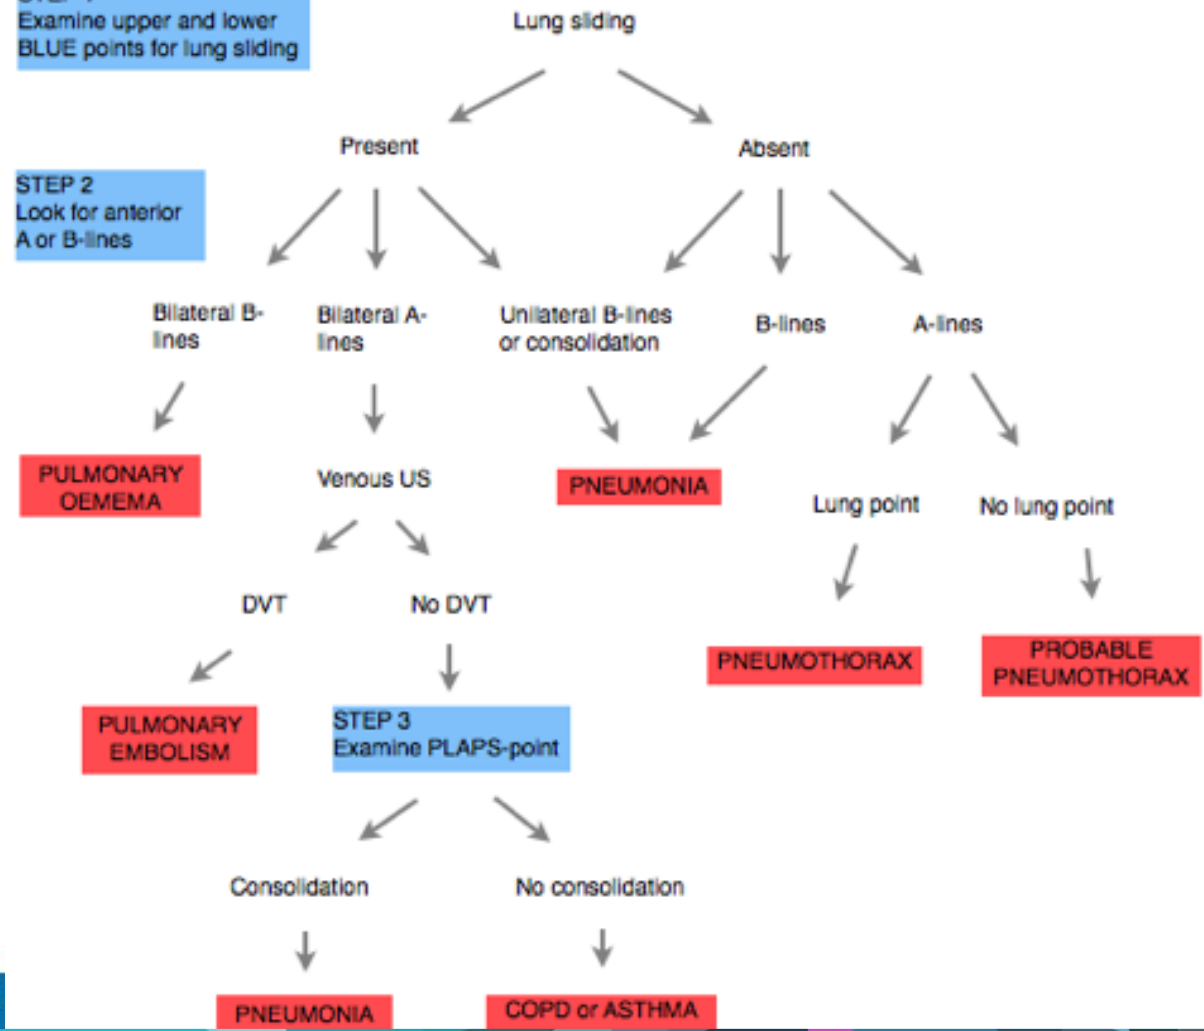 Examine upper and lower
BLUE points for lung sliding
Lung sliding
Present
Absent
STEP 2
Look for anterior
A or B-lines
Bilateral B-
lines
Bilateral A-
lines
Unilateral B-lines
or consolidation
B-lines
A-lines
PULMONARY
OEMEMA
Venous US
PNEUMONIA
Lung point
No lung point
DVT
No DVT
PNEUMOTHORAX
PROBABLE
PNEUMOTHORAX
PULMONARY
EMBOLISM
STEP 3
Examine PLAPS-point
Consolidation
No consolidation
PNEUMONIA
COPD or ASTHMA